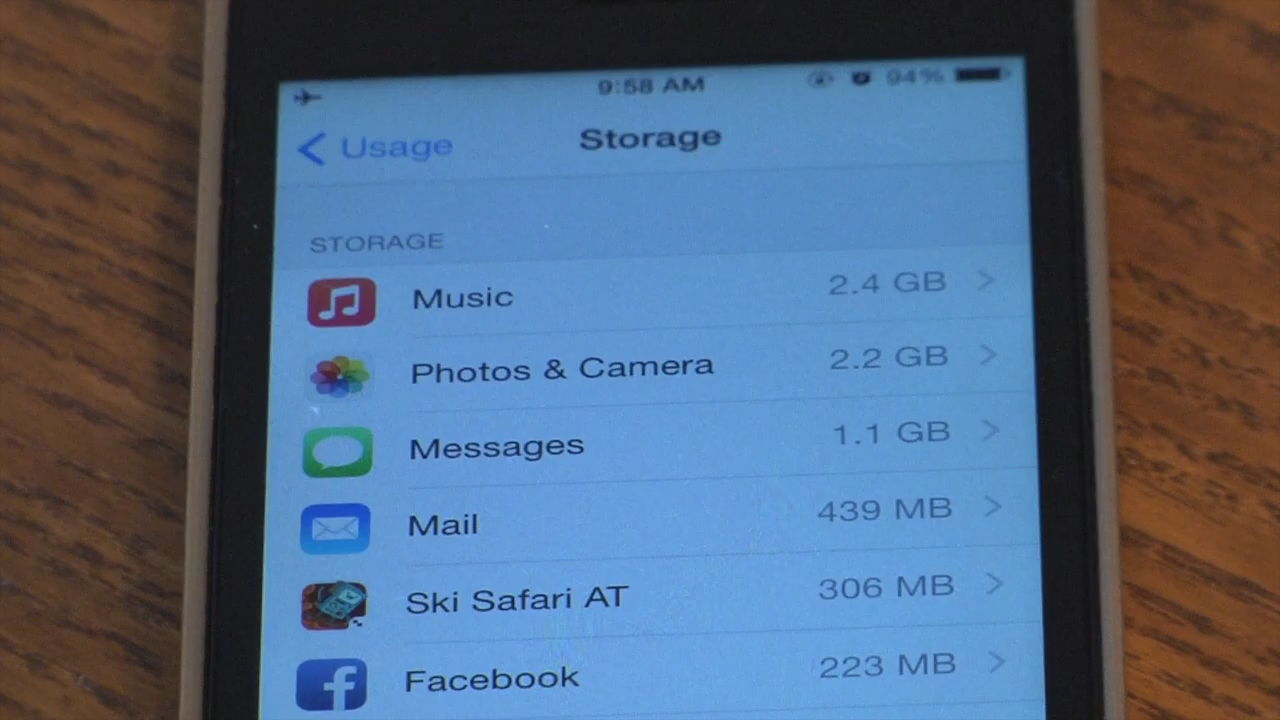 9:58 AM 94%
Usage Storage
STORAGE
Music 2.4 GB
Photos & Camera 2.2 GB
Messages 1.1 GB
Mail 439 MB
Ski Safari AT 306 MB
Facebook 223 MB